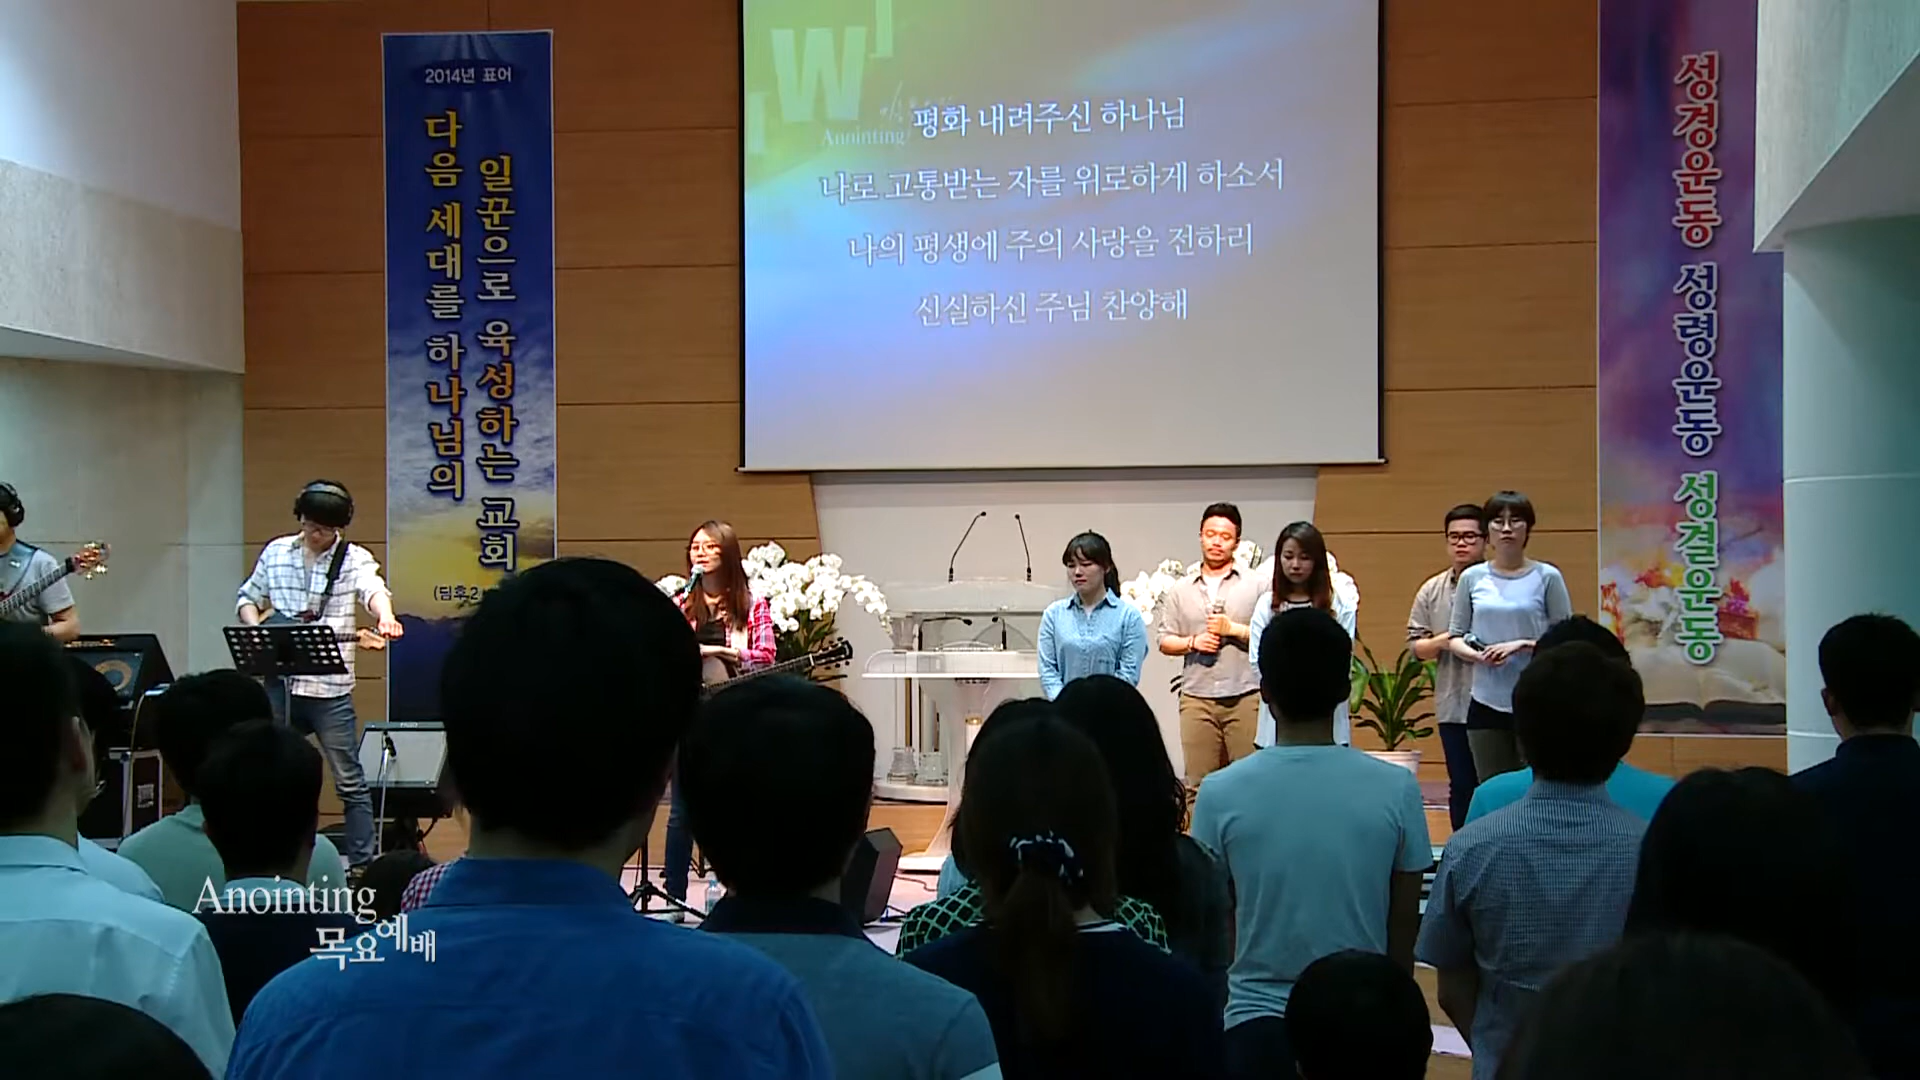 2014년 표어
다음 세대를 하나님의
일꾼으로 육성하는 교회
(딤후2
W
Anointing
평화 내려주신 하나님
나로 고통받는 자를 위로하게 하소서
나의 평생에 주의 사랑을 전하리
신실하신 주님 찬양해
성경운동 성령운동 성결운동
Anointing
목요예배